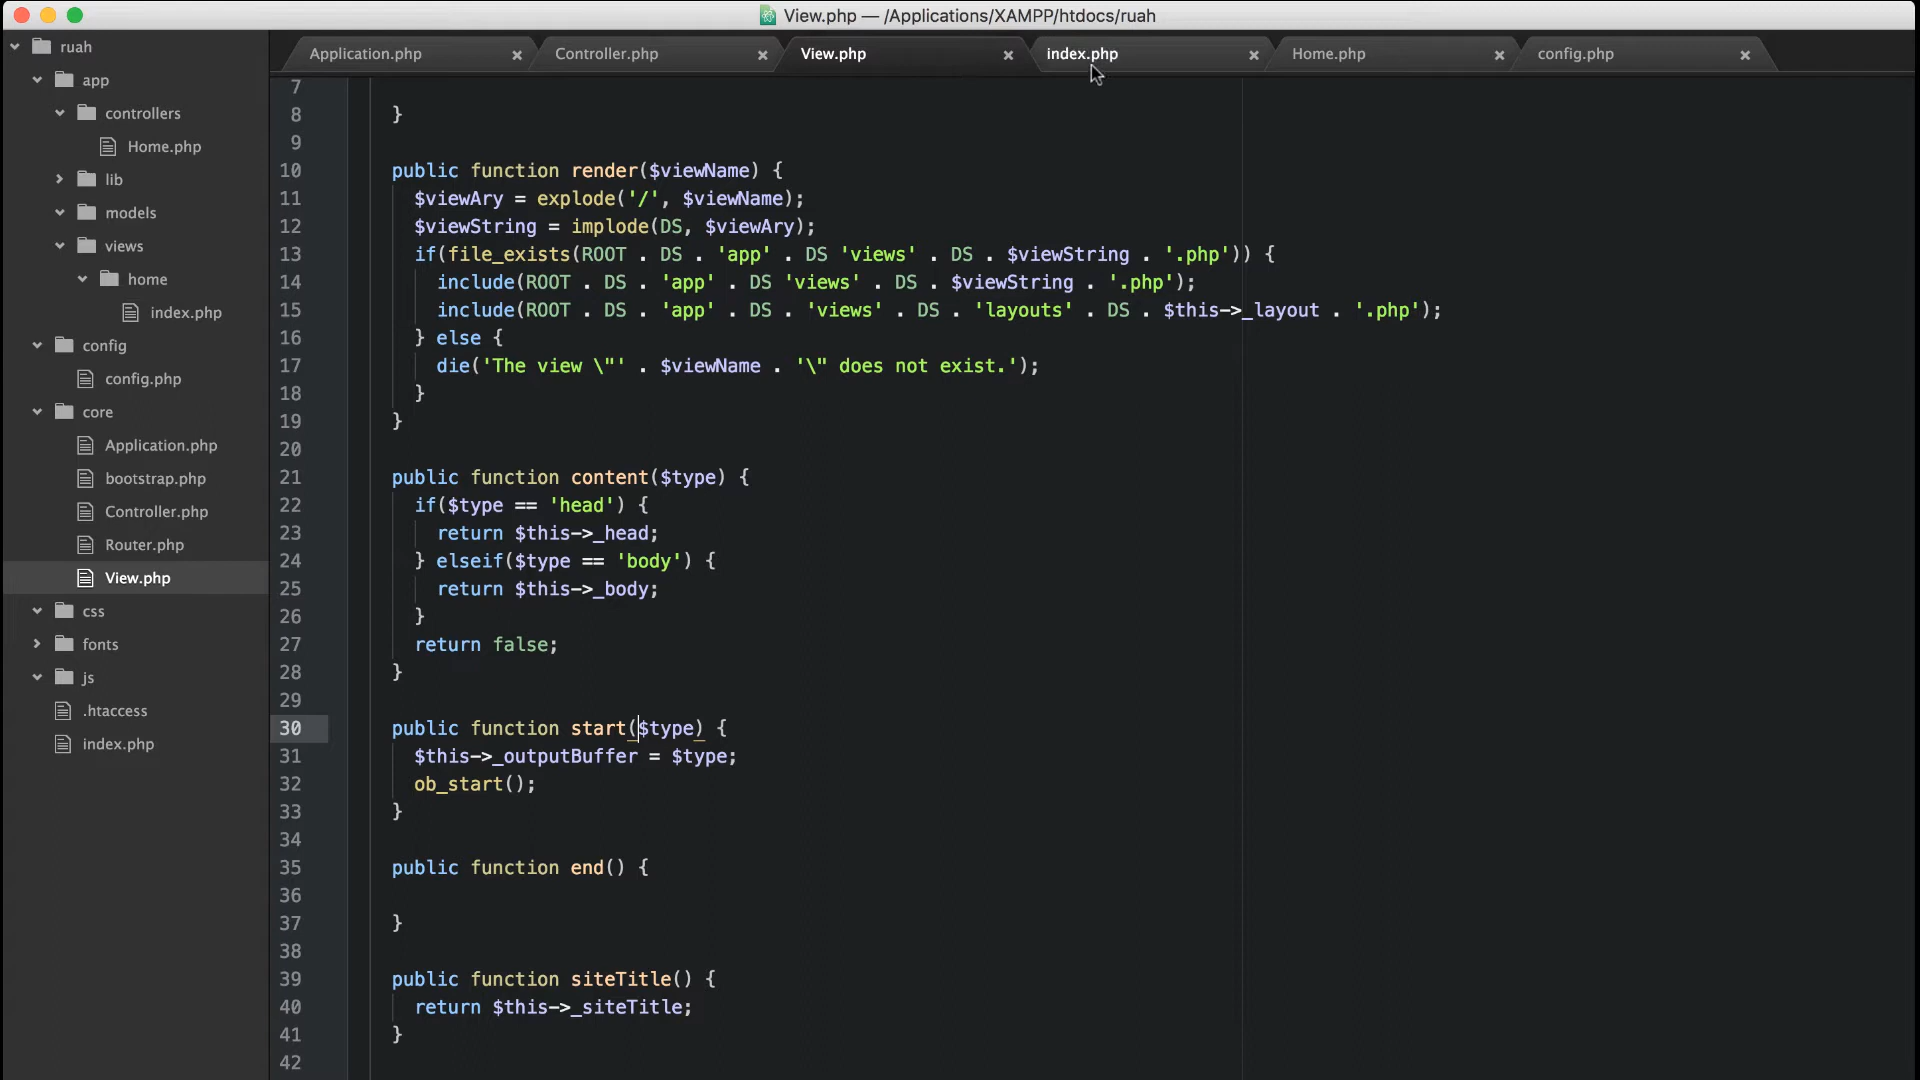 View.php — /Applications/XAMPP/htdocs/ruah
ruah
app
controllers
Home.php
lib
models
views
home
index.php
config
config.php
core
Application.php
bootstrap.php
Controller.php
Router.php
View.php
css
fonts
js
.htaccess
index.php
Application.php × Controller.php × View.php × index.php × Home.php × config.php ×
7
8 }
9
10 public function render($viewName) {
11 $viewAry = explode('/', $viewName);
12 $viewString = implode(DS, $viewAry);
13 if(file_exists(ROOT . DS . 'app' . DS 'views' . DS . $viewString . '.php')) {
14 include(ROOT . DS . 'app' . DS 'views' . DS . $viewString . '.php');
15 include(ROOT . DS . 'app' . DS . 'views' . DS . 'layouts' . DS . $this->_layout . '.php');
16 } else {
17 die('The view \"' . $viewName . '\" does not exist.');
18 }
19 }
20
21 public function content($type) {
22 if($type == 'head') {
23 return $this->_head;
24 } elseif($type == 'body') {
25 return $this->_body;
26 }
27 return false;
28 }
29
30 public function start($type) {
31 $this->_outputBuffer = $type;
32 ob_start();
33 }
34
35 public function end() {
36
37 }
38
39 public function siteTitle() {
40 return $this->_siteTitle;
41 }
42